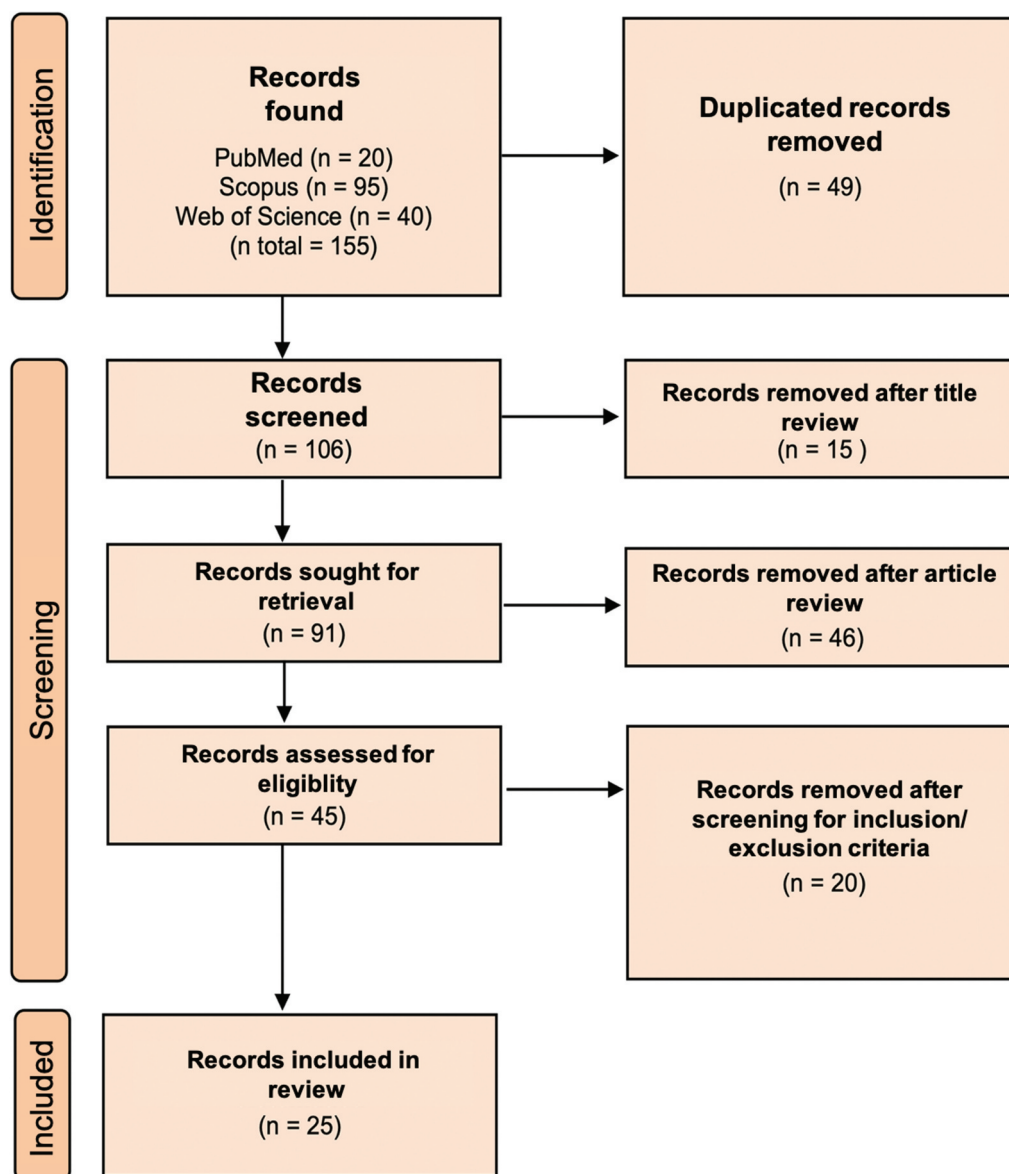 Identification
Records
found
PubMed (n = 20)
Scopus (n = 95)
Web of Science (n = 40)
(n total = 155)
Duplicated records
removed
(n = 49)
Screening
Records
screened
(n = 106)
Records removed after title
review
(n = 15 )
Records sought for
retrieval
(n = 91)
Records removed after article
review
(n = 46)
Records assessed for
eligiblity
(n = 45)
Records removed after
screening for inclusion/
exclusion criteria
(n = 20)
Included
Records included in
review
(n = 25)